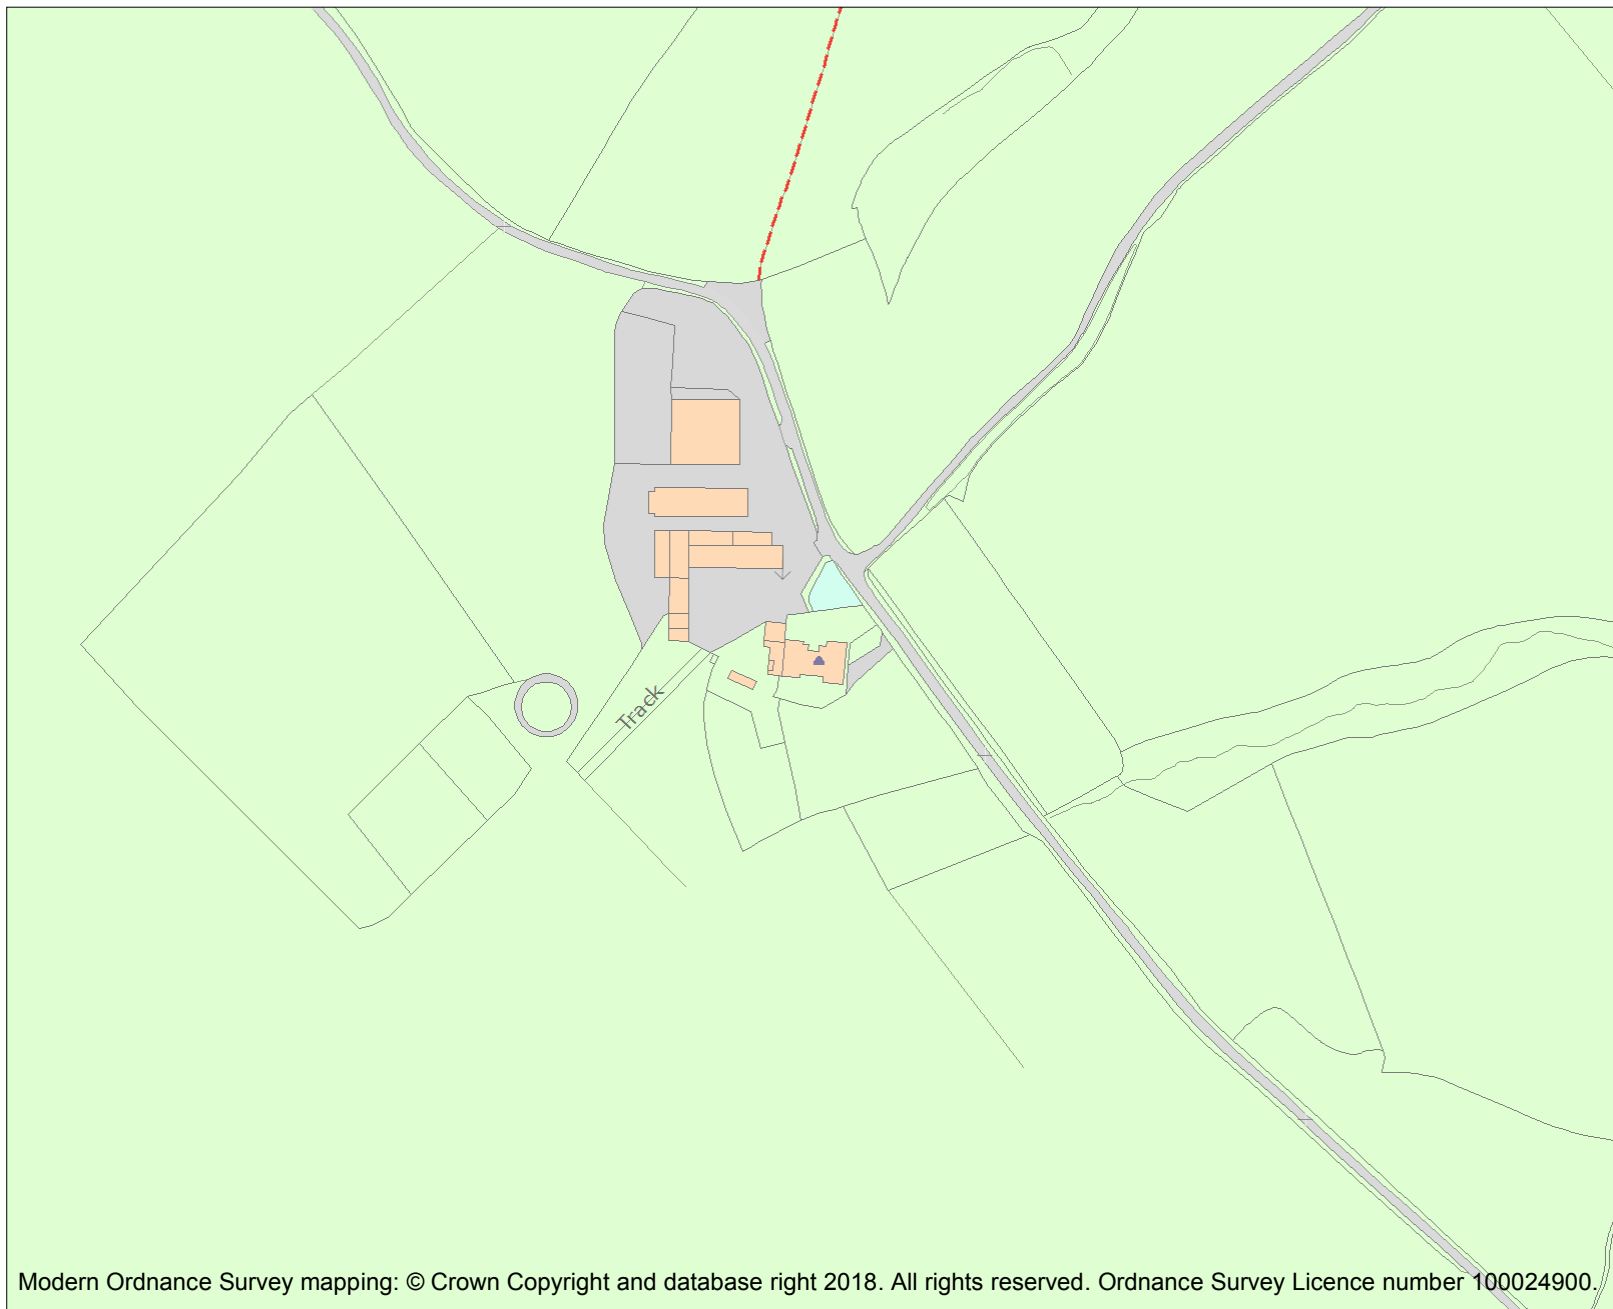 Track
Modern Ordnance Survey mapping: © Crown Copyright and database right 2018. All rights reserved. Ordnance Survey Licence number 100024900.